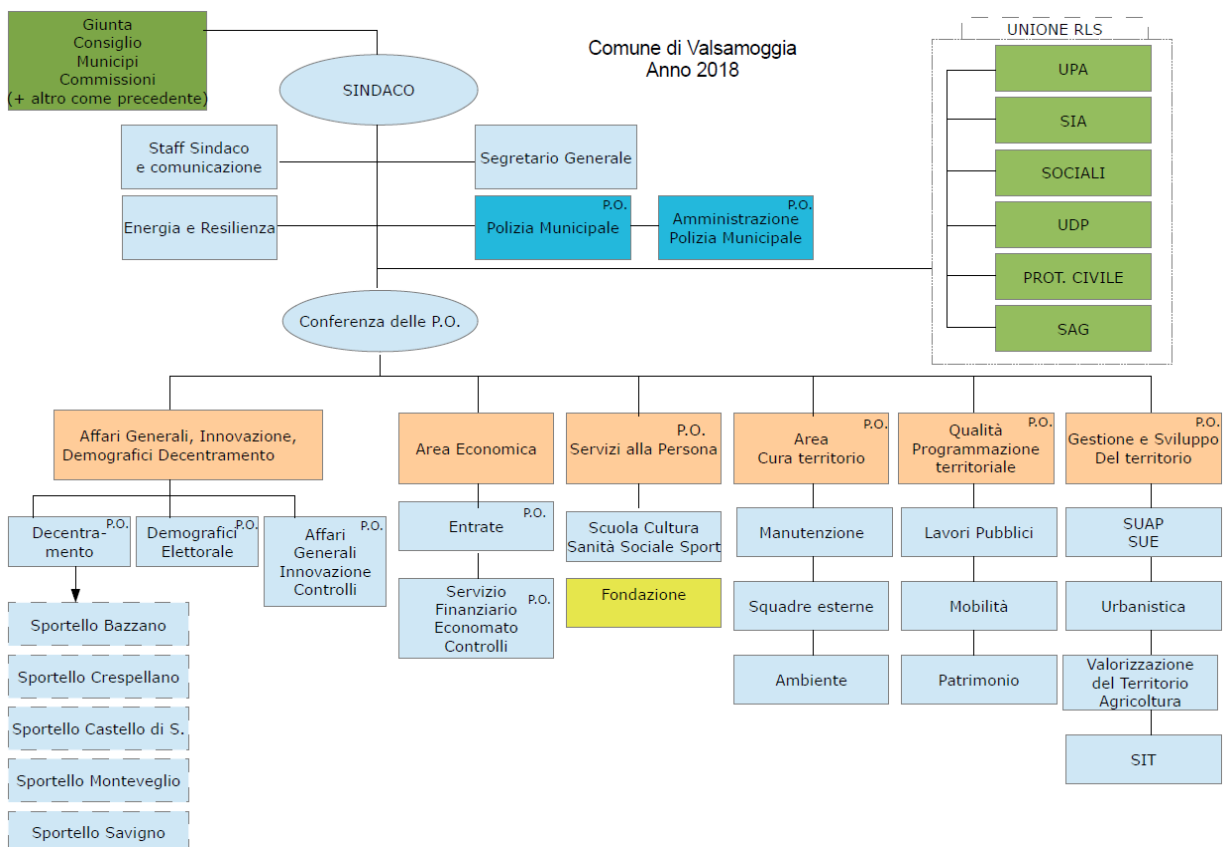 Giunta
Consiglio
Municipi
Commissioni
(+ altro come precedente)
Comune di Valsamoggia
Anno 2018
UNIONE RLS
SINDACO
UPA
SIA
SOCIALI
UDP
PROT. CIVILE
SAG
Staff Sindaco
e comunicazione
Segretario Generale
Energia e Resilienza
P.O.
Polizia Municipale
P.O.
Amministrazione
Polizia Municipale
Conferenza delle P.O.
Affari Generali, Innovazione,
Demografici Decentramento
Area Economica
P.O.
Servizi alla Persona
P.O.
Area
Cura territorio
P.O.
Qualità
Programmazione
territoriale
P.O.
Gestione e Sviluppo
Del territorio
P.O.
Decentra-
mento
P.O.
Demografici
Elettorale
P.O.
Affari
Generali
Innovazione
Controlli
P.O.
Entrate
P.O.
Servizio
Finanziario
Economato
Controlli
Scuola Cultura
Sanità Sociale Sport
Fondazione
Manutenzione
Squadre esterne
Ambiente
Lavori Pubblici
Mobilità
Patrimonio
SUAP
SUE
Urbanistica
Valorizzazione
del Territorio
Agricoltura
SIT
Sportello Bazzano
Sportello Crespellano
Sportello Castello di S.
Sportello Monteveglio
Sportello Savigno